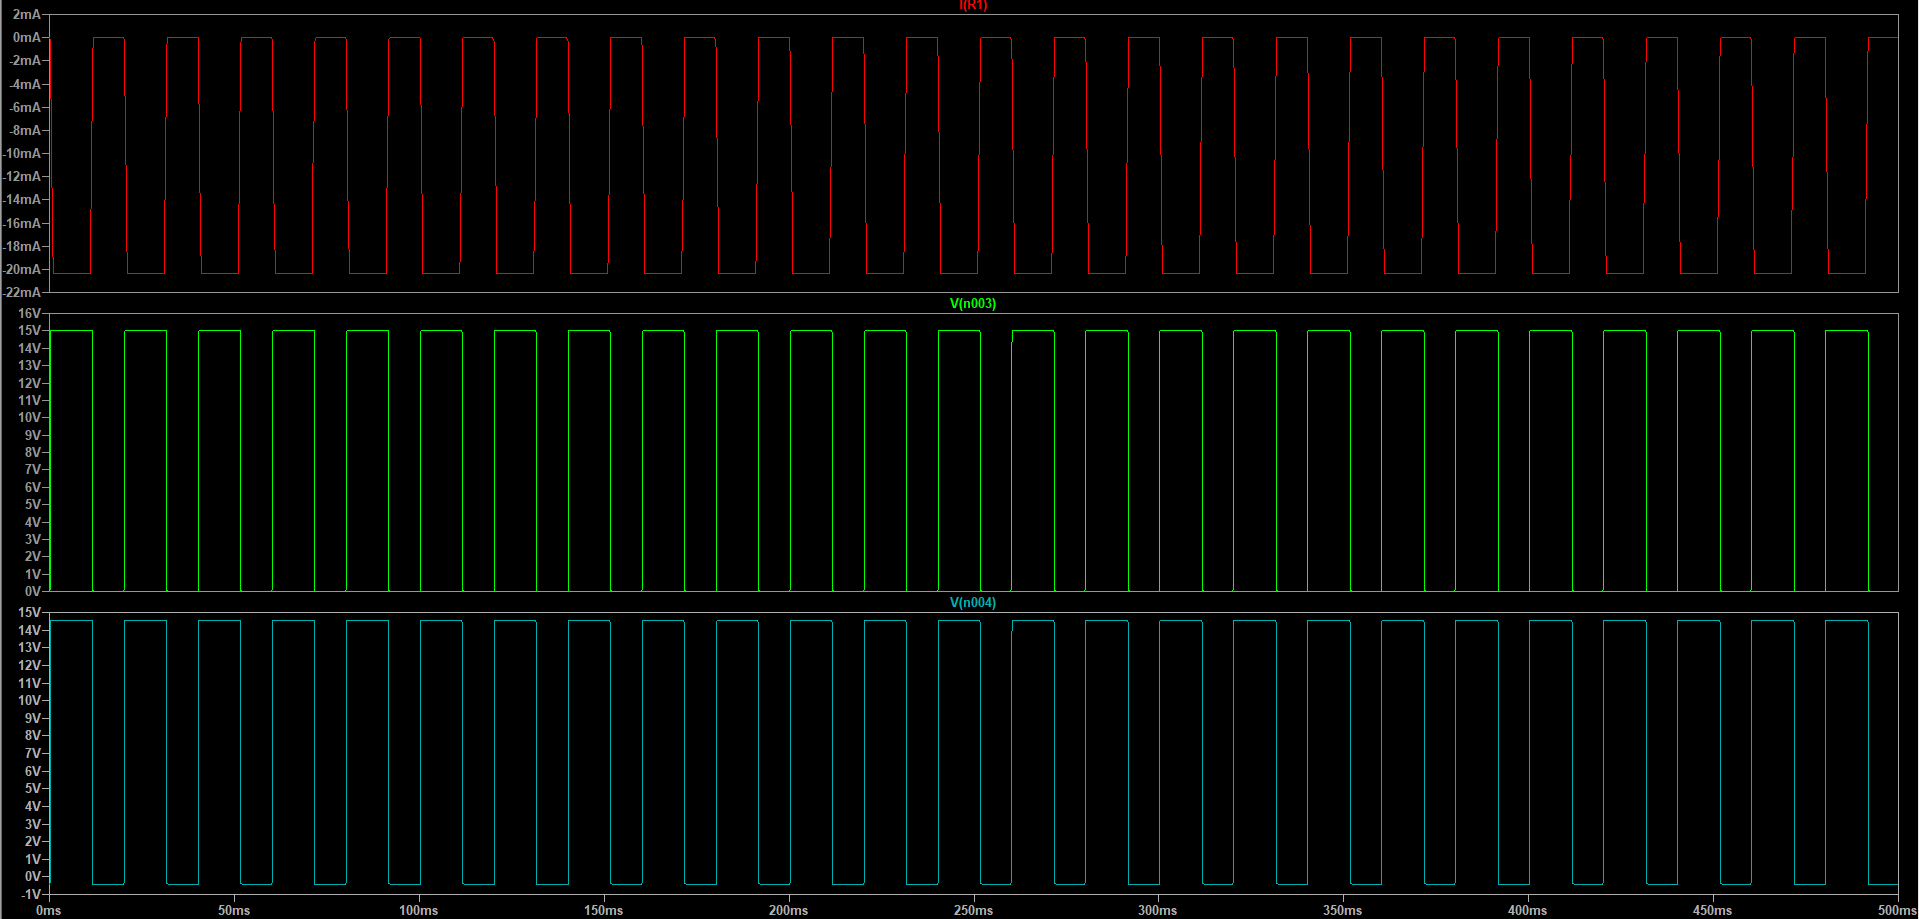 I(R1)
2mA
0mA
-2mA
-4mA
-6mA
-8mA
-10mA
-12mA
-14mA
-16mA
-18mA
-20mA
-22mA
V(n003)
16V
15V
14V
13V
12V
11V
10V
9V
8V
7V
6V
5V
4V
3V
2V
1V
0V
V(n004)
15V
14V
13V
12V
11V
10V
9V
8V
7V
6V
5V
4V
3V
2V
1V
0V
-1V
0ms 50ms 100ms 150ms 200ms 250ms 300ms 350ms 400ms 450ms 500ms